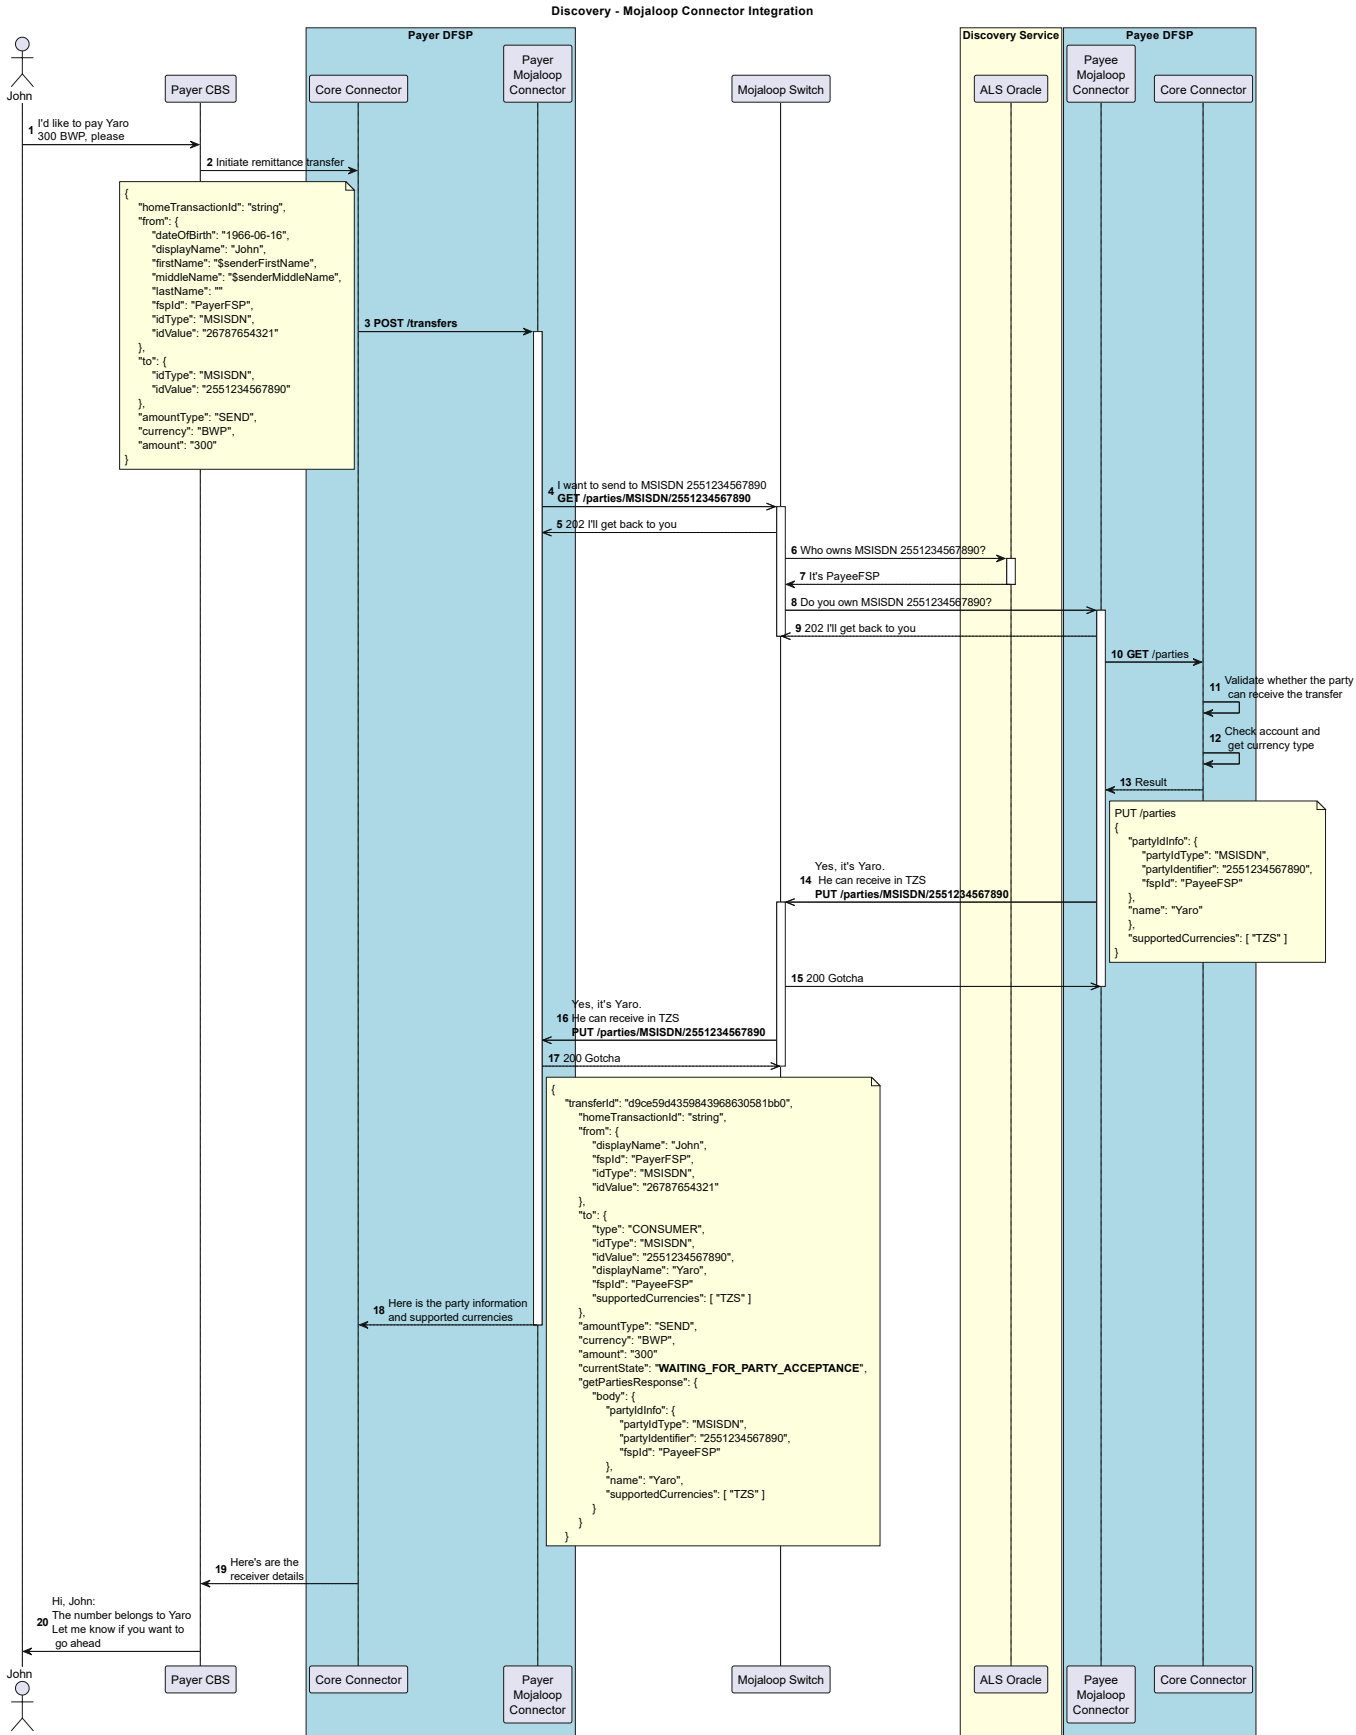 Discovery - Mojaloop Connector Integration
Payer DFSP
Discovery Service
Payee DFSP
John
Payer CBS
Core Connector
Payer
Mojaloop
Connector
Mojaloop Switch
ALS Oracle
Payee
Mojaloop
Connector
Core Connector
1 I'd like to pay Yaro
300 BWP, please
2 Initiate remittance transfer
{
"homeTransactionId": "string",
"from": {
"dateOfBirth": "1966-06-16",
"displayName": "John",
"firstName": "$senderFirstName",
"middleName": "$senderMiddleName",
"lastName": ""
"fspId": "PayerFSP",
"idType": "MSISDN",
"idValue": "26787654321"
},
"to": {
"idType": "MSISDN",
"idValue": "2551234567890"
},
"amountType": "SEND",
"currency": "BWP",
"amount": "300"
}
3 POST /transfers
4 I want to send to MSISDN 2551234567890
GET /parties/MSISDN/2551234567890
5 202 I'll get back to you
6 Who owns MSISDN 2551234567890?
7 It's PayeeFSP
8 Do you own MSISDN 2551234567890?
9 202 I'll get back to you
10 GET /parties
11 Validate whether the party
can receive the transfer
12 Check account and
get currency type
13 Result
PUT /parties
{
"partyIdInfo": {
"partyIdType": "MSISDN",
"partyIdentifier": "2551234567890",
"fspId": "PayeeFSP"
},
"name": "Yaro"
},
"supportedCurrencies": [ "TZS" ]
}
Yes, it's Yaro.
14 He can receive in TZS
PUT /parties/MSISDN/2551234567890
15 200 Gotcha
Yes, it's Yaro.
16 He can receive in TZS
PUT /parties/MSISDN/2551234567890
17 200 Gotcha
{
"transferId": "d9ce59d4359843968630581bb0",
"homeTransactionId": "string",
"from": {
"displayName": "John",
"fspId": "PayerFSP",
"idType": "MSISDN",
"idValue": "26787654321"
},
"to": {
"type": "CONSUMER",
"idType": "MSISDN",
"idValue": "2551234567890",
"displayName": "Yaro",
"fspId": "PayeeFSP"
"supportedCurrencies": [ "TZS" ]
},
"amountType": "SEND",
"currency": "BWP",
"amount": "300"
"currentState": "WAITING_FOR_PARTY_ACCEPTANCE",
"getPartiesResponse": {
"body": {
"partyIdInfo": {
"partyIdType": "MSISDN",
"partyIdentifier": "2551234567890",
"fspId": "PayeeFSP"
},
"name": "Yaro",
"supportedCurrencies": [ "TZS" ]
}
}
}
18 Here is the party information
and supported currencies
19 Here's are the
receiver details
Hi, John:
The number belongs to Yaro
20 Let me know if you want to
go ahead
John
Payer CBS
Core Connector
Payer
Mojaloop
Connector
Mojaloop Switch
ALS Oracle
Payee
Mojaloop
Connector
Core Connector